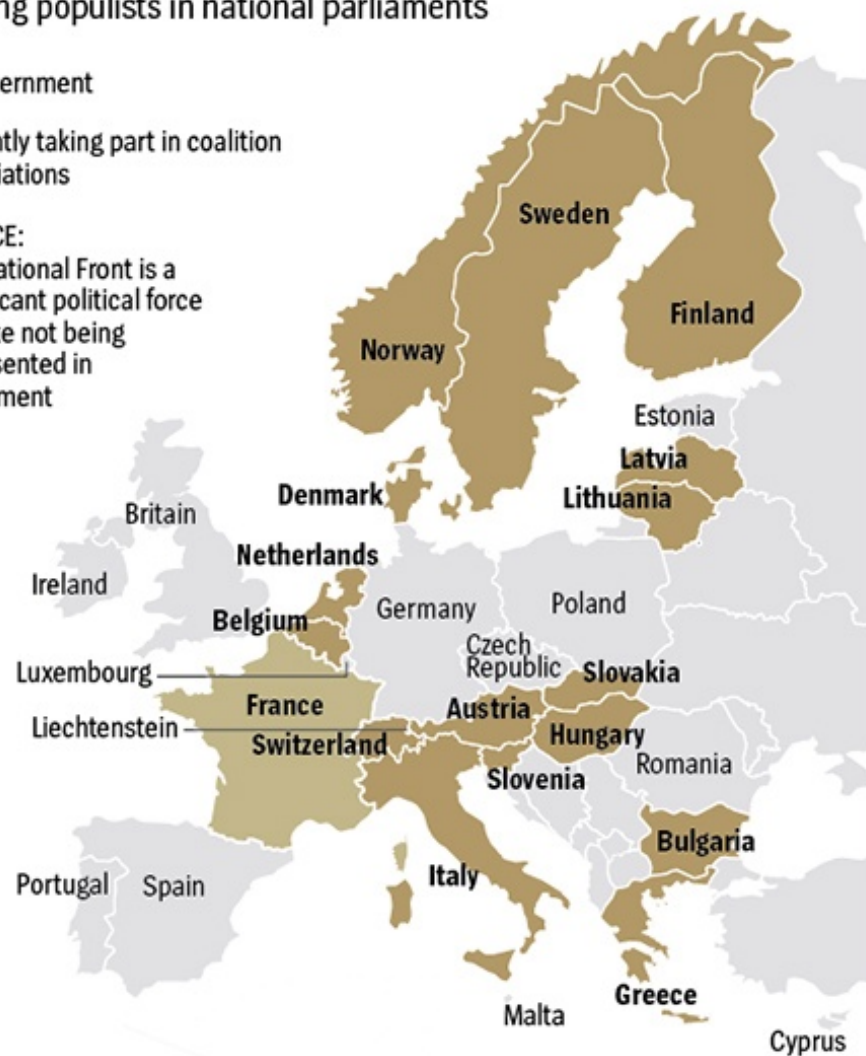 ng populists in national parliaments
ernment
tly taking part in coalition
iations
CE:
ational Front is a
cant political force
te not being
sented in
ment
Sweden
Finland
Norway
Estonia
Latvia
Denmark
Lithuania
Britain
Netherlands
Ireland
Germany
Poland
Belgium
Czech
Republic
Luxembourg
Slovakia
France
Austria
Liechtenstein
Switzerland
Hungary
Romania
Slovenia
Bulgaria
Portugal
Spain
Italy
Greece
Malta
Cyprus